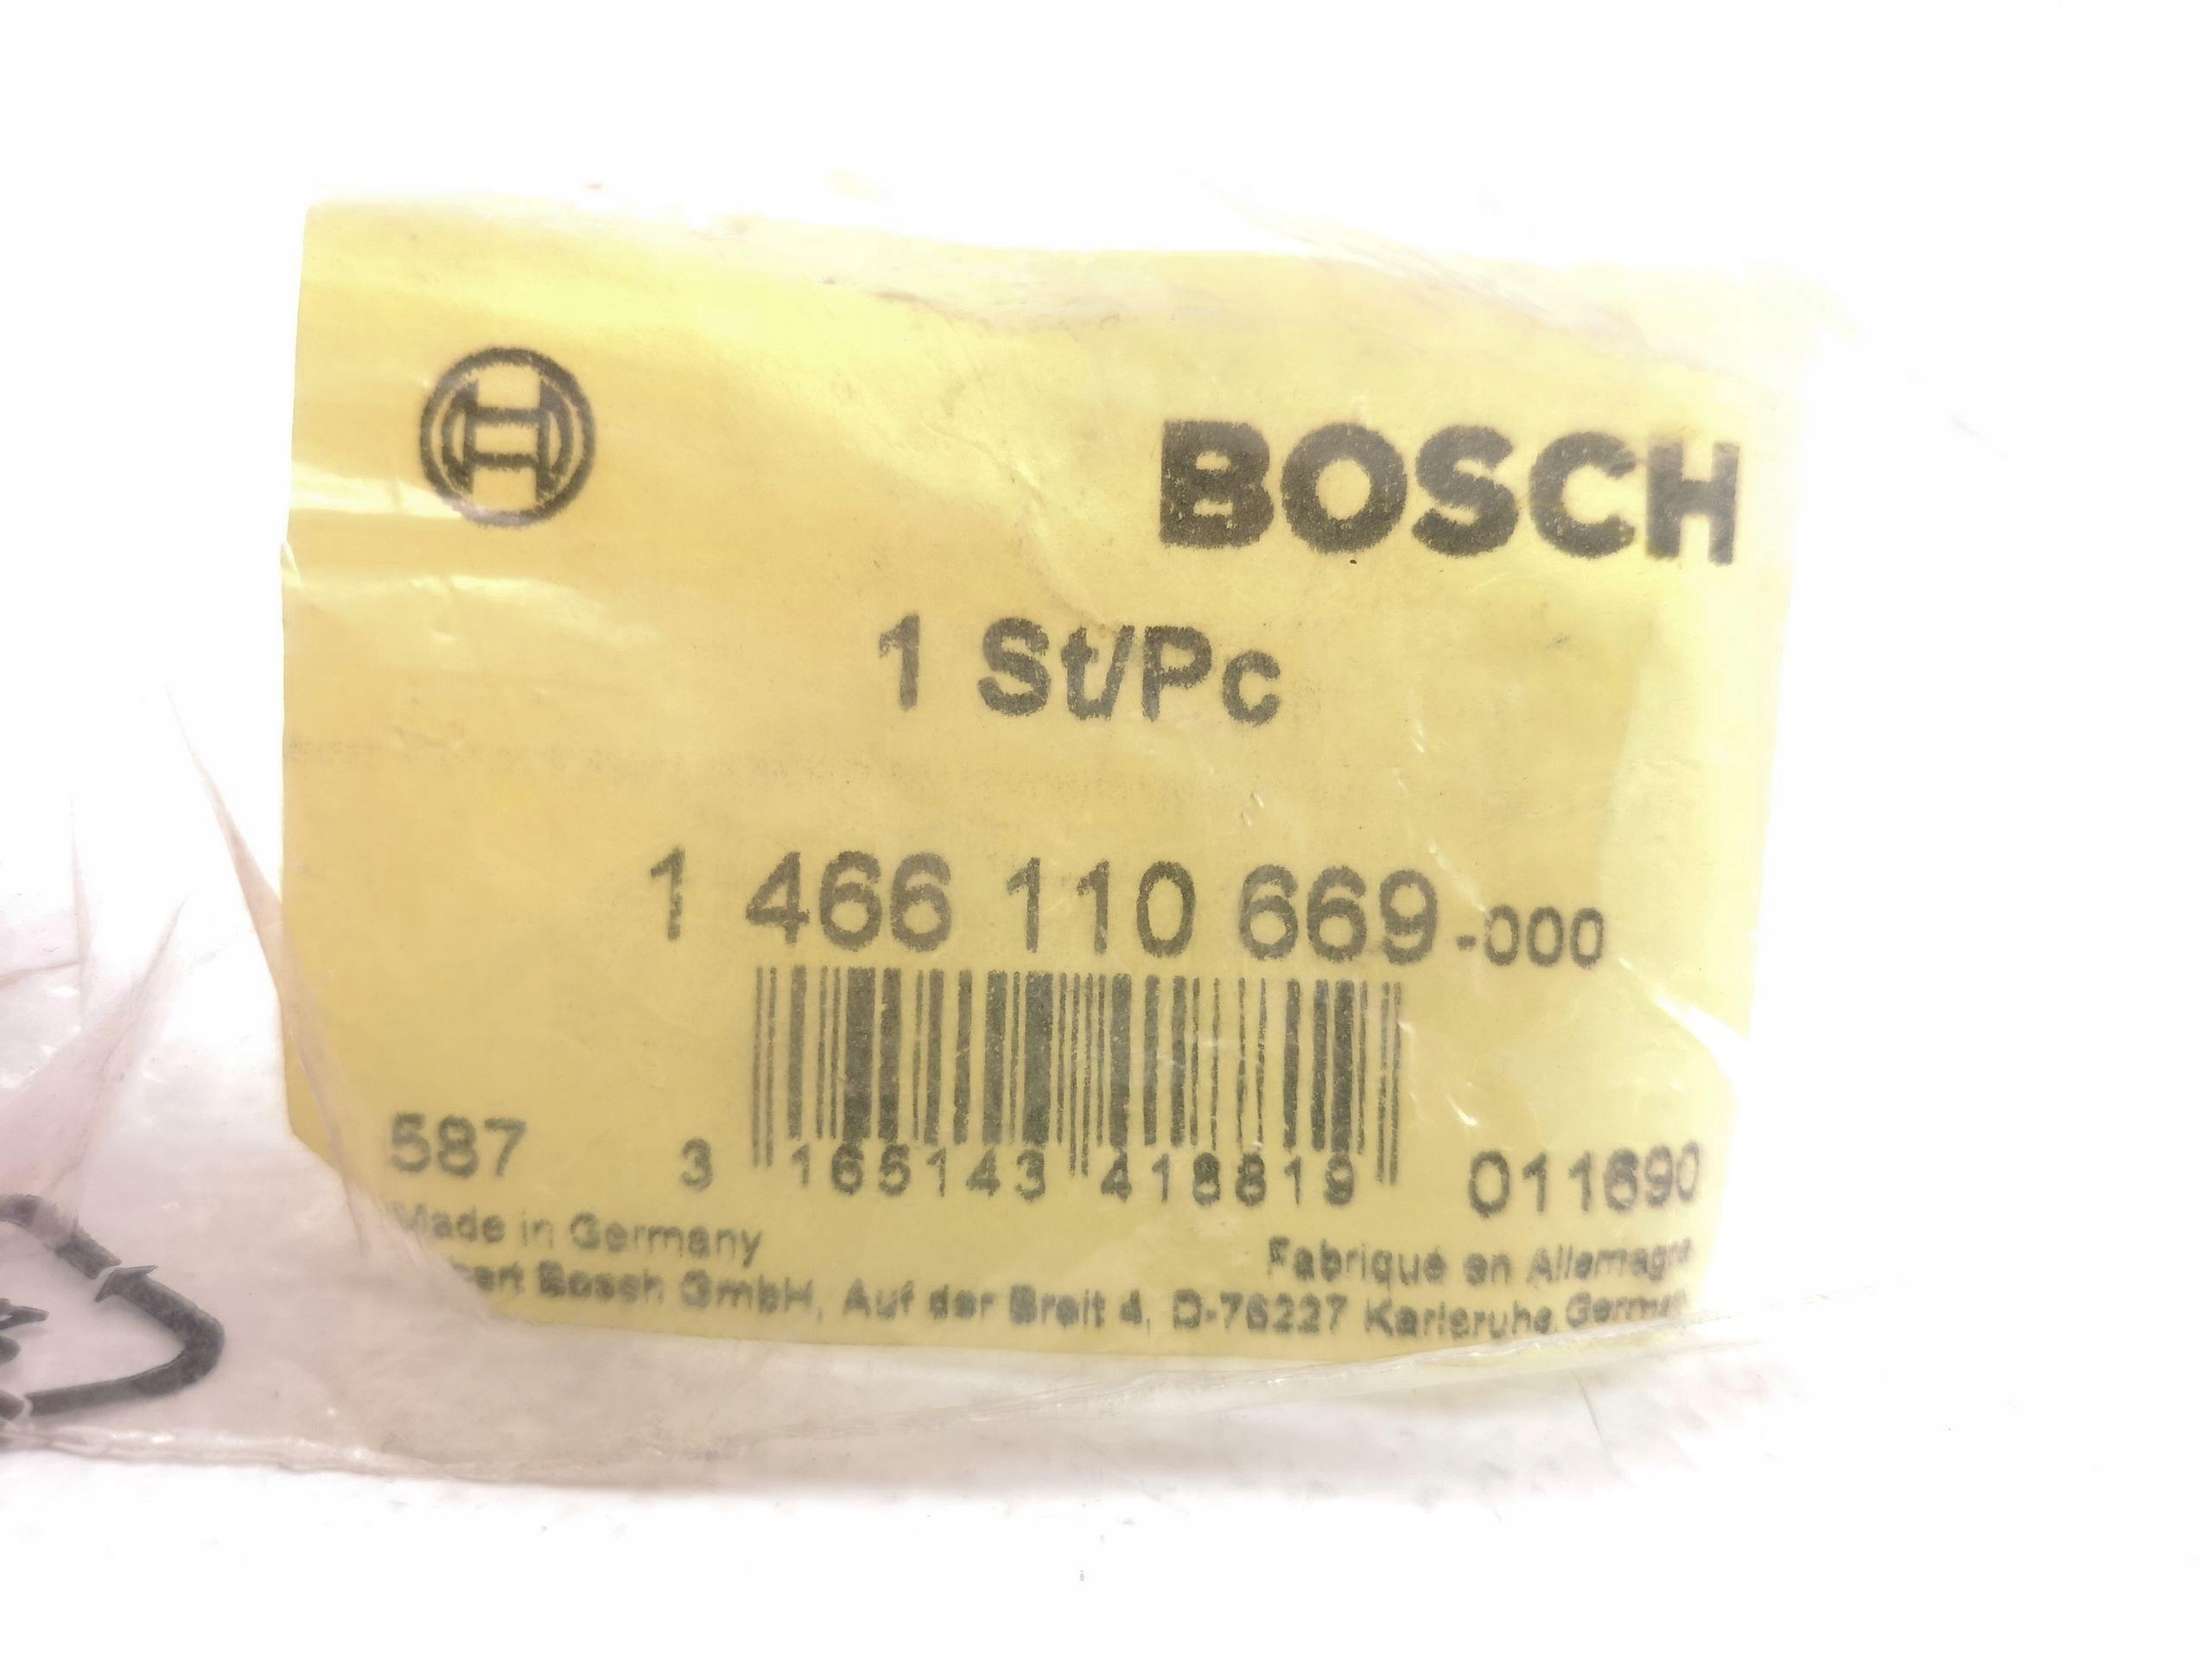 BOSCH
1 St/Pc
1 466 110 669-000
587 3 165143 418819 011690
Made in Germany
Fabriqué en Allemagne
Bosch GmbH, Auf der Breit 4, D-76227 Karlsruhe, German